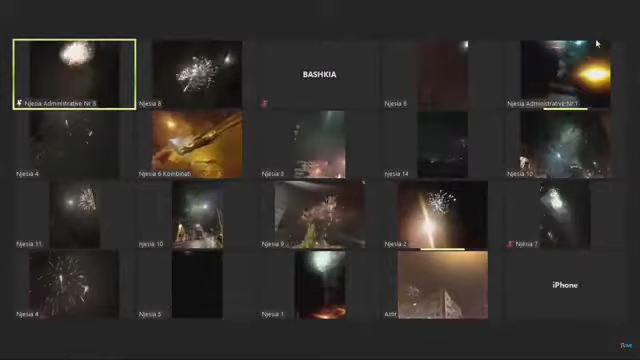 Njesia Administrative Nr 8
Njesia 8
BASHKIA
Njesia 6
Njesia Administrative Nr.1
Njesia 4
Njesia 6 Kombinati
Njesia 3
njesia 14
Njesia 10
Njesia 11
njesia 10
Njesia 9
Njesia 2
Njesia 7
Njesia 4
Njesia 5
Njesia 1
Astir
iPhone